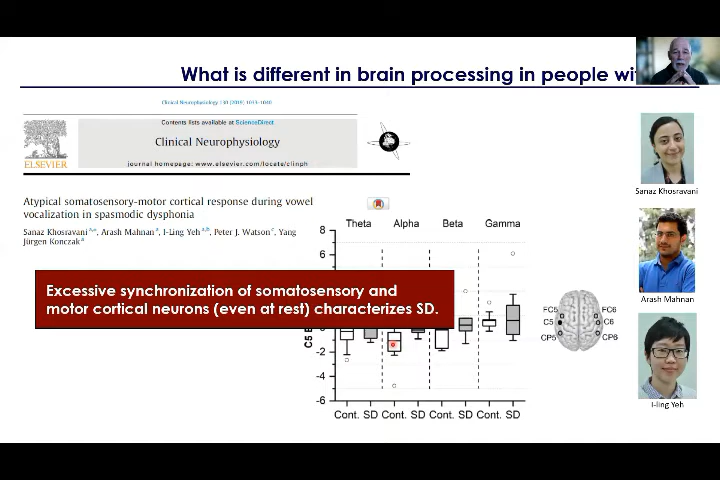 What is different in brain processing in people wi
Clinical Neurophysiology 130 (2019) 1033–1040
Contents lists available at ScienceDirect
Clinical Neurophysiology
journal homepage: www.elsevier.com/locate/clinph
ELSEVIER
Sanaz Khosravani
Atypical somatosensory-motor cortical response during vowel
vocalization in spasmodic dysphonia
Sanaz Khosravani a,*, Arash Mahnan a, I-Ling Yeh a,b, Peter J. Watson c, Yang
Jürgen Konczak a
Theta Alpha Beta Gamma
8
6
Arash Mahnan
Excessive synchronization of somatosensory and
motor cortical neurons (even at rest) characterizes SD.
C5
-2
-4
-6
Cont. SD Cont. SD Cont. SD Cont. SD
FC5 FC6
C5 C6
CP5 CP6
I-ling Yeh